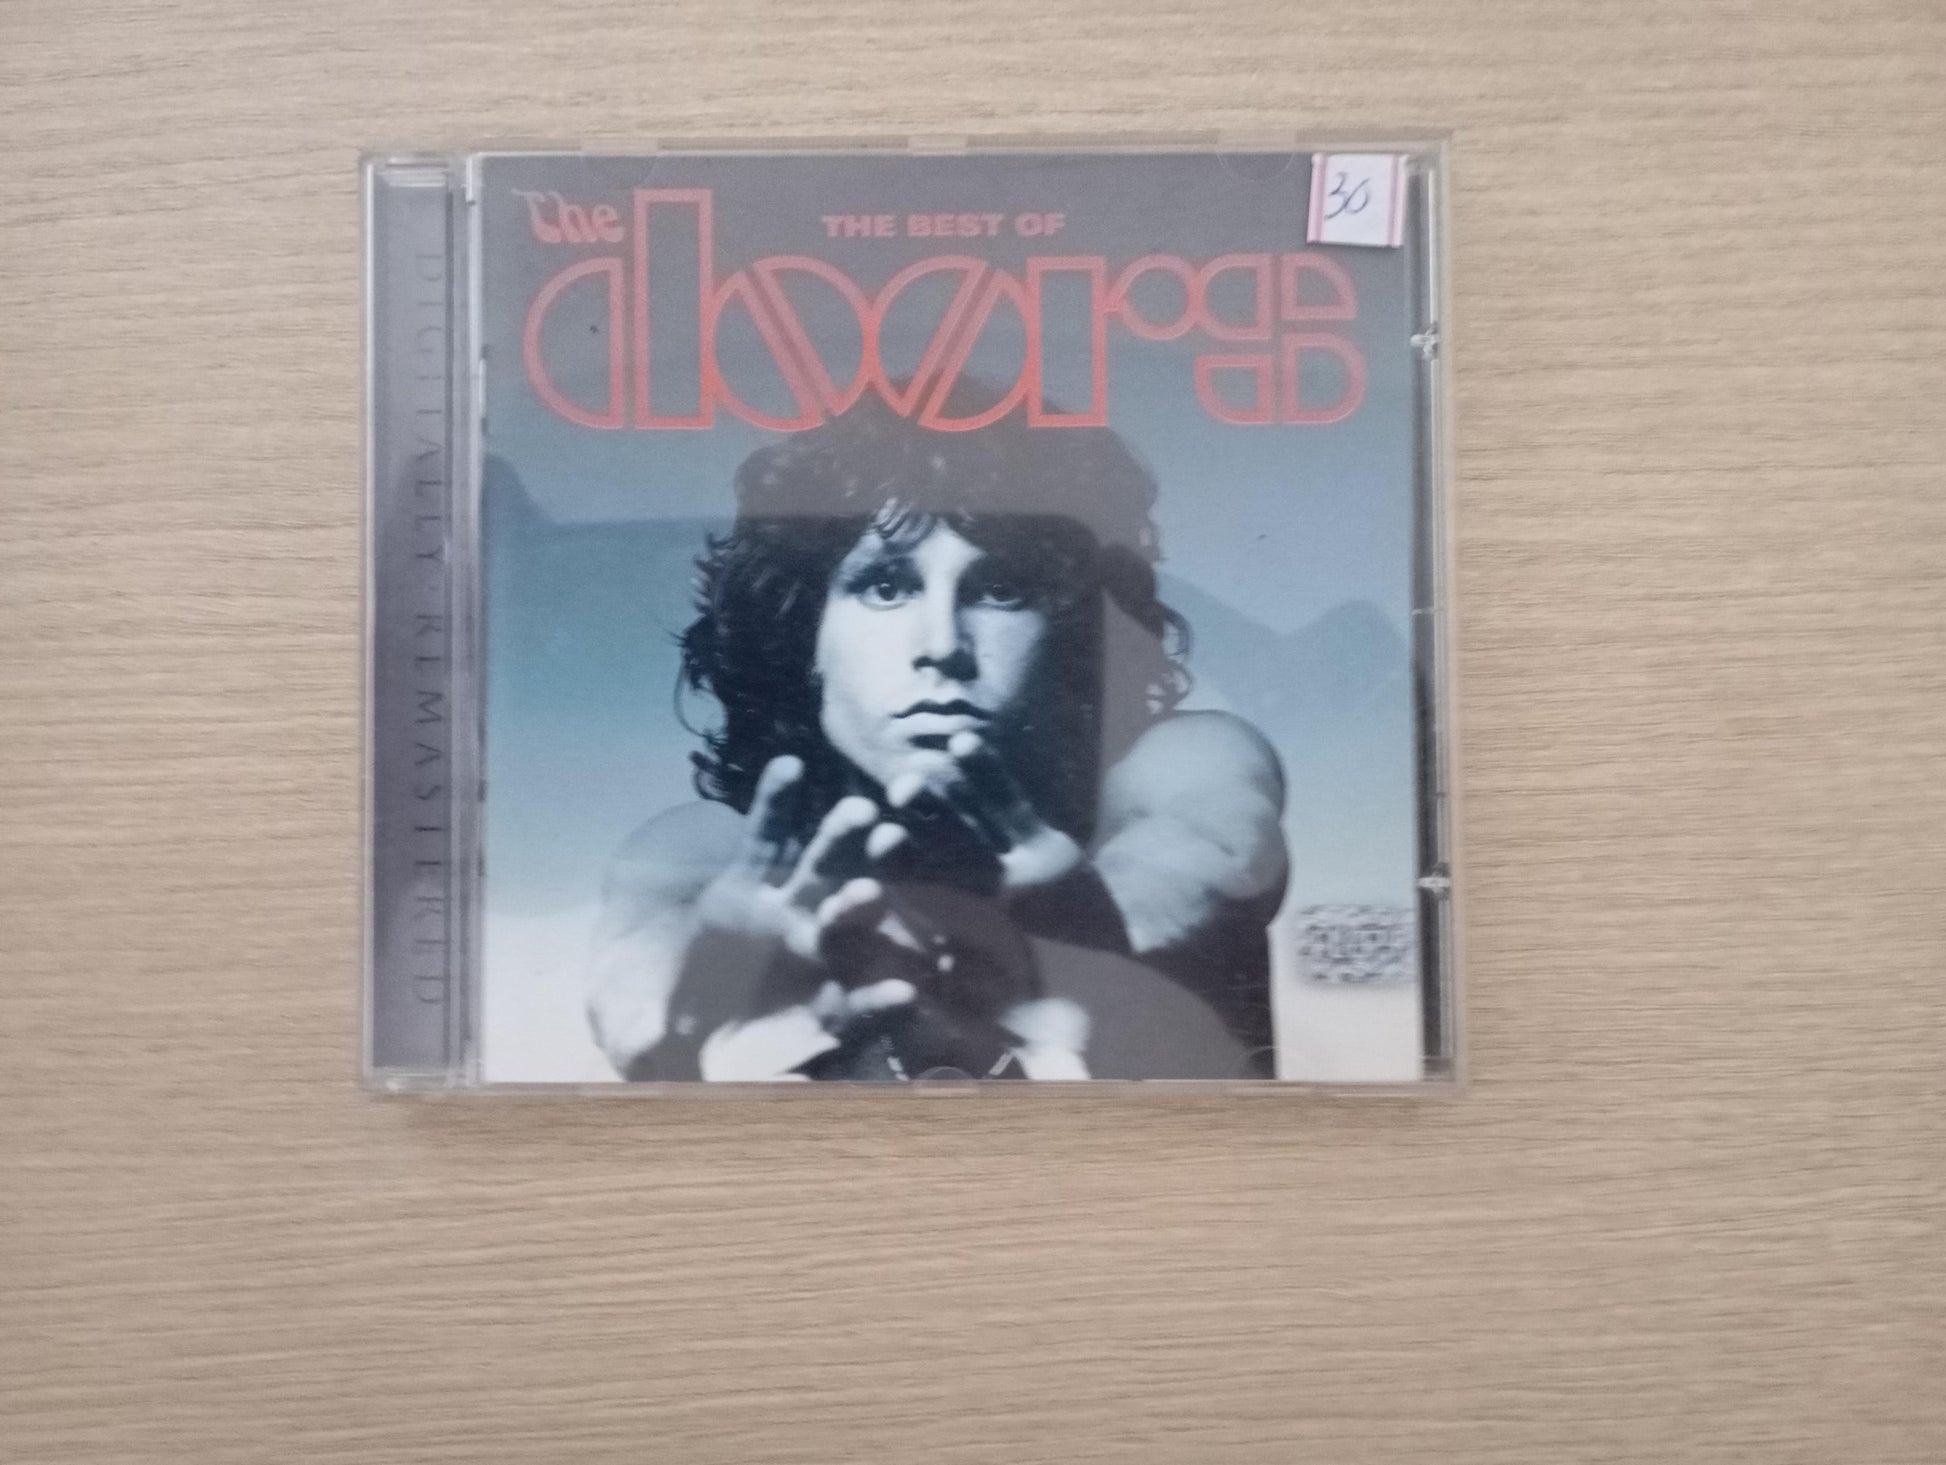 The
THE BEST OF
doors
30
DIGITALLY·REMASTERED